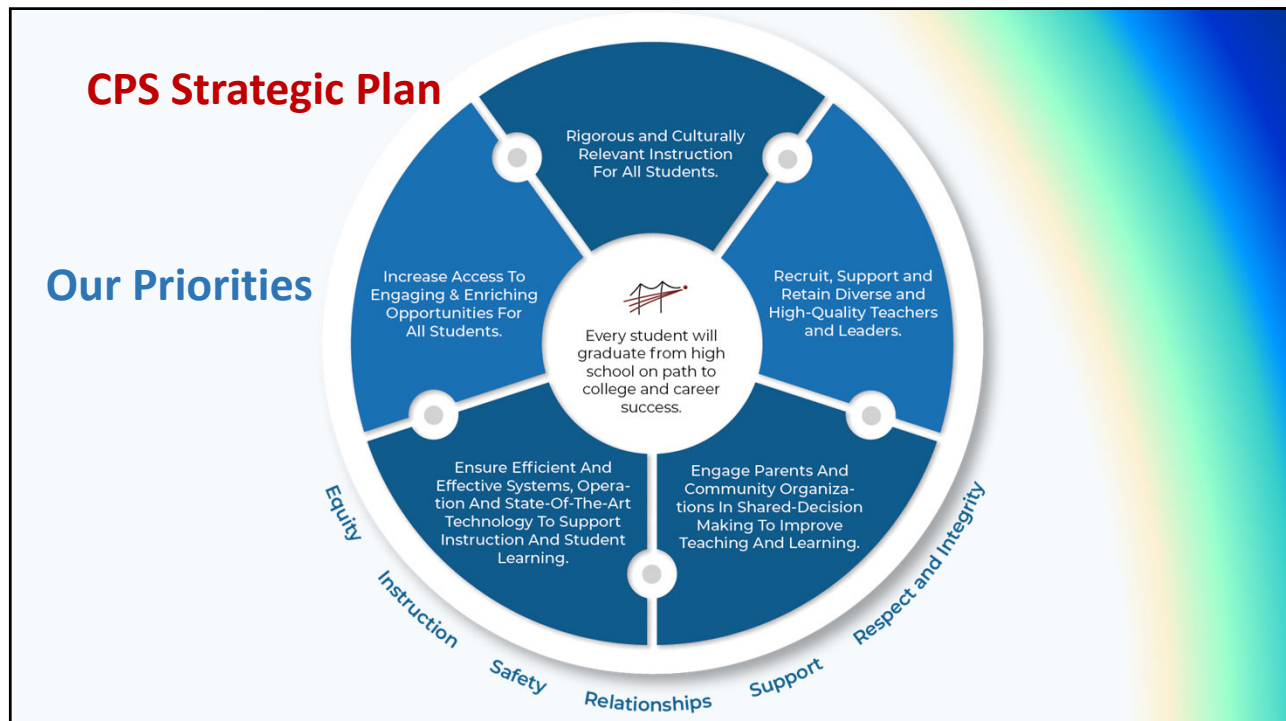 CPS Strategic Plan
Our Priorities
Rigorous and Culturally
Relevant Instruction
For All Students.
Increase Access To
Engaging & Enriching
Opportunities For
All Students.
Recruit, Support and
Retain Diverse and
High-Quality Teachers
and Leaders.
Every student will
graduate from high
school on path to
college and career
success.
Ensure Efficient And
Effective Systems, Opera-
tion And State-Of-The-Art
Technology To Support
Instruction And Student
Learning.
Engage Parents And
Community Organiza-
tions In Shared-Decision
Making To Improve
Teaching And Learning.
Equity
Instruction
Safety
Relationships
Support
Respect and Integrity